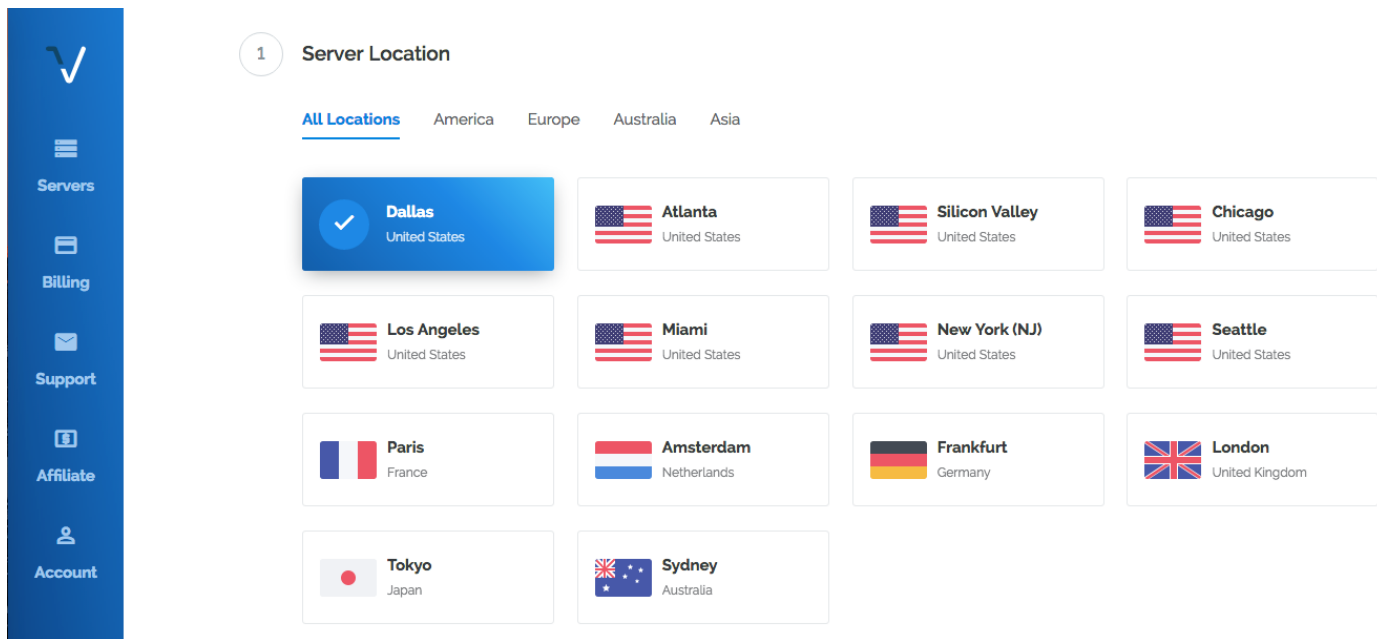 Servers
Billing
Support
Affiliate
Account
1
Server Location
All Locations
America
Europe
Australia
Asia
Dallas
United States
Atlanta
United States
Silicon Valley
United States
Chicago
United States
Los Angeles
United States
Miami
United States
New York (NJ)
United States
Seattle
United States
Paris
France
Amsterdam
Netherlands
Frankfurt
Germany
London
United Kingdom
Tokyo
Japan
Sydney
Australia